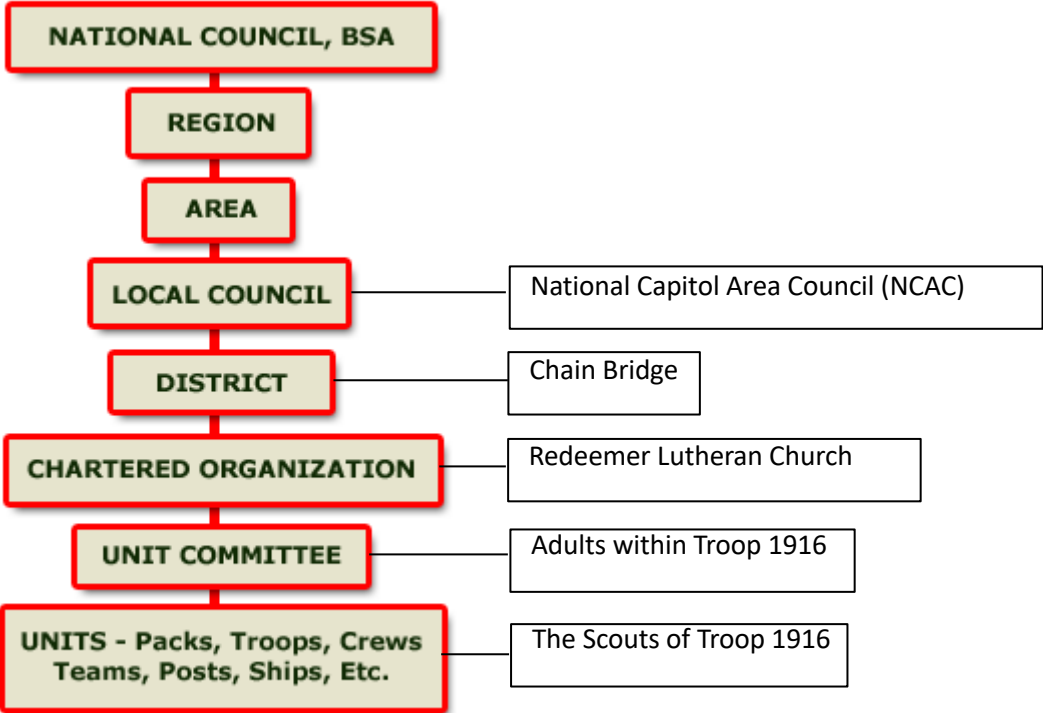 NATIONAL COUNCIL, BSA
REGION
AREA
LOCAL COUNCIL
National Capitol Area Council (NCAC)
DISTRICT
Chain Bridge
CHARTERED ORGANIZATION
Redeemer Lutheran Church
UNIT COMMITTEE
Adults within Troop 1916
UNITS - Packs, Troops, Crews
Teams, Posts, Ships, Etc.
The Scouts of Troop 1916